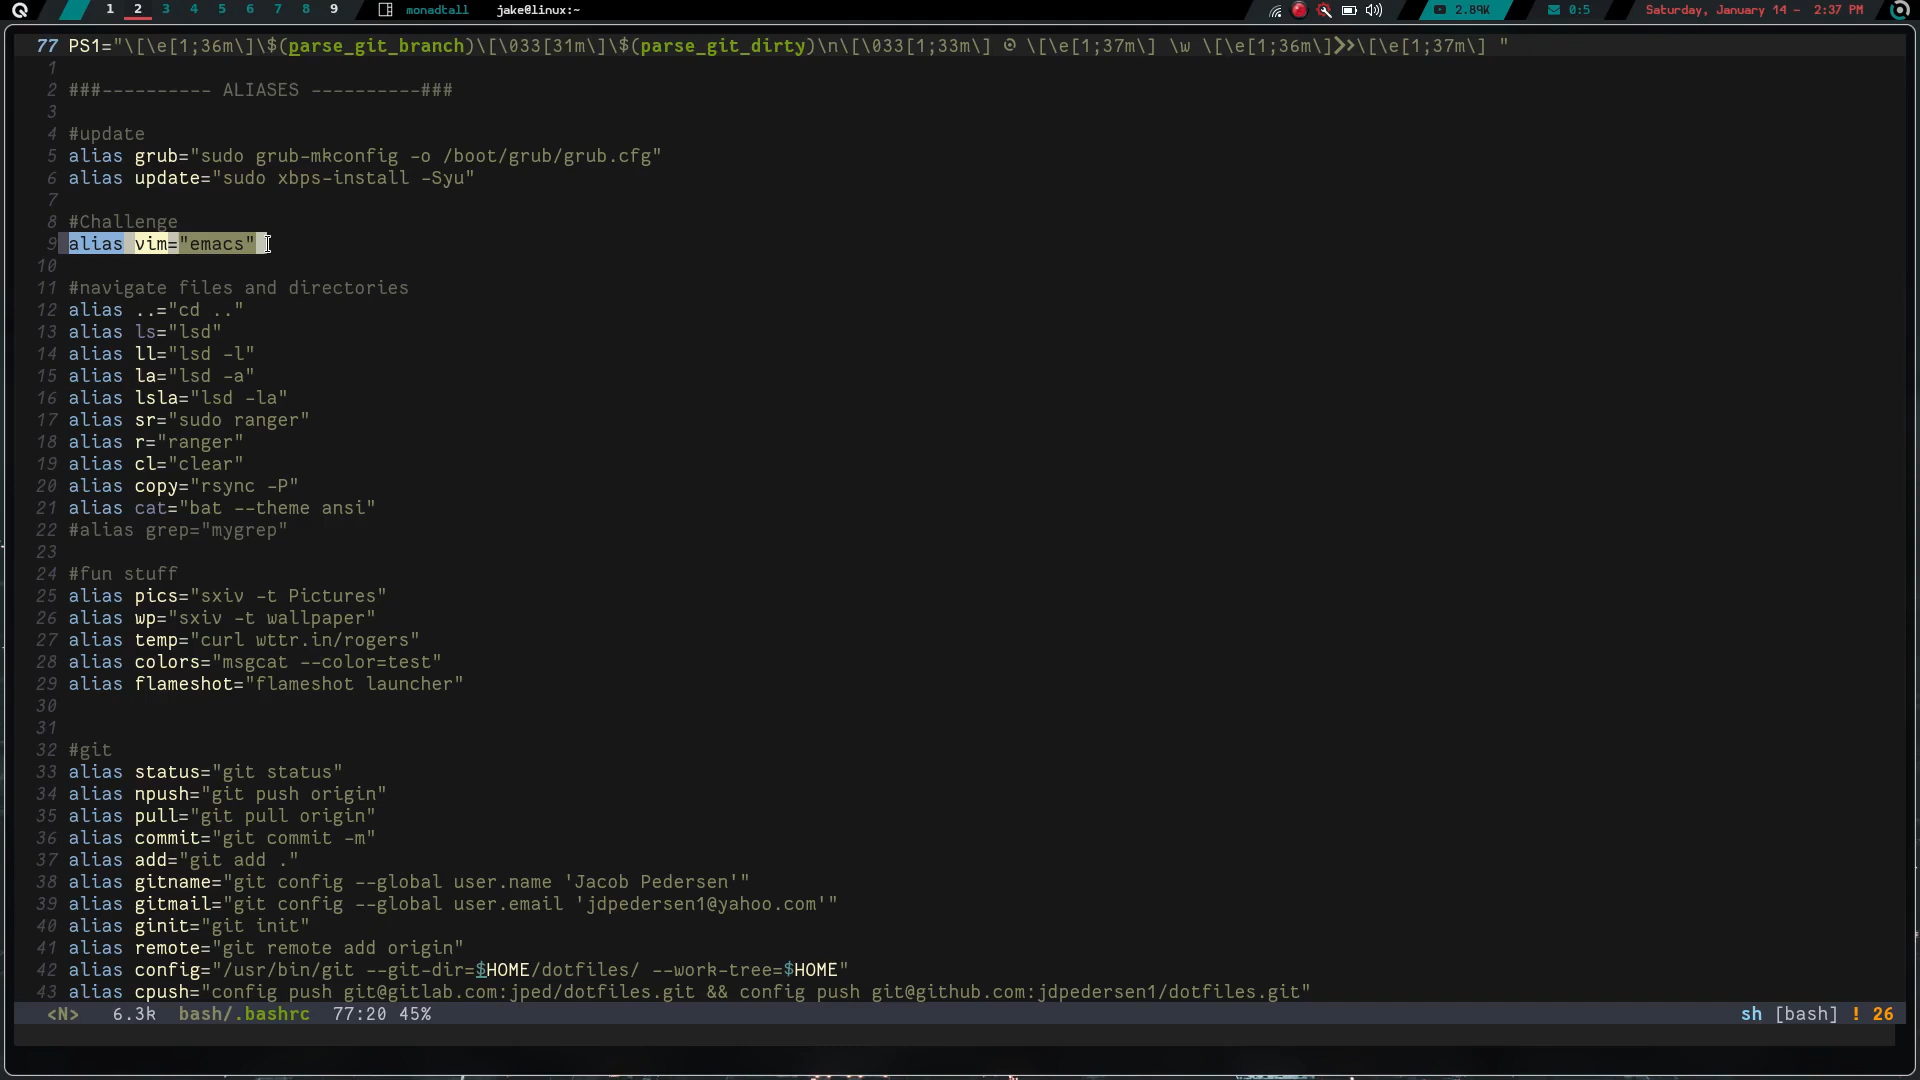 1 2 3 4 5 6 7 8 9 monadtall jake@linux:~ 2.89K 0:5 Saturday, January 14 - 2:37 PM
77 PS1="\[\e[1;36m\]\$(parse_git_branch)\[\033[31m\]\$(parse_git_dirty)\n\[\033[1;33m\] \[\e[1;37m\] \w \[\e[1;36m\]\[\e[1;37m\] "
1
2 ###---------- ALIASES ----------###
3
4 #update
5 alias grub="sudo grub-mkconfig -o /boot/grub/grub.cfg"
6 alias update="sudo xbps-install -Syu"
7
8 #Challenge
9 alias vim="emacs"
10
11 #navigate files and directories
12 alias ..="cd .."
13 alias ls="lsd"
14 alias ll="lsd -l"
15 alias la="lsd -a"
16 alias lsla="lsd -la"
17 alias sr="sudo ranger"
18 alias r="ranger"
19 alias cl="clear"
20 alias copy="rsync -P"
21 alias cat="bat --theme ansi"
22 #alias grep="mygrep"
23
24 #fun stuff
25 alias pics="sxiv -t Pictures"
26 alias wp="sxiv -t wallpaper"
27 alias temp="curl wttr.in/rogers"
28 alias colors="msgcat --color=test"
29 alias flameshot="flameshot launcher"
30
31
32 #git
33 alias status="git status"
34 alias npush="git push origin"
35 alias pull="git pull origin"
36 alias commit="git commit -m"
37 alias add="git add ."
38 alias gitname="git config --global user.name 'Jacob Pedersen'"
39 alias gitmail="git config --global user.email 'jdpedersen1@yahoo.com'"
40 alias ginit="git init"
41 alias remote="git remote add origin"
42 alias config="/usr/bin/git --git-dir=$HOME/dotfiles/ --work-tree=$HOME"
43 alias cpush="config push git@gitlab.com:jped/dotfiles.git && config push git@github.com:jdpedersen1/dotfiles.git"
<N> 6.3k bash/.bashrc 77:20 45% sh [bash] ! 26